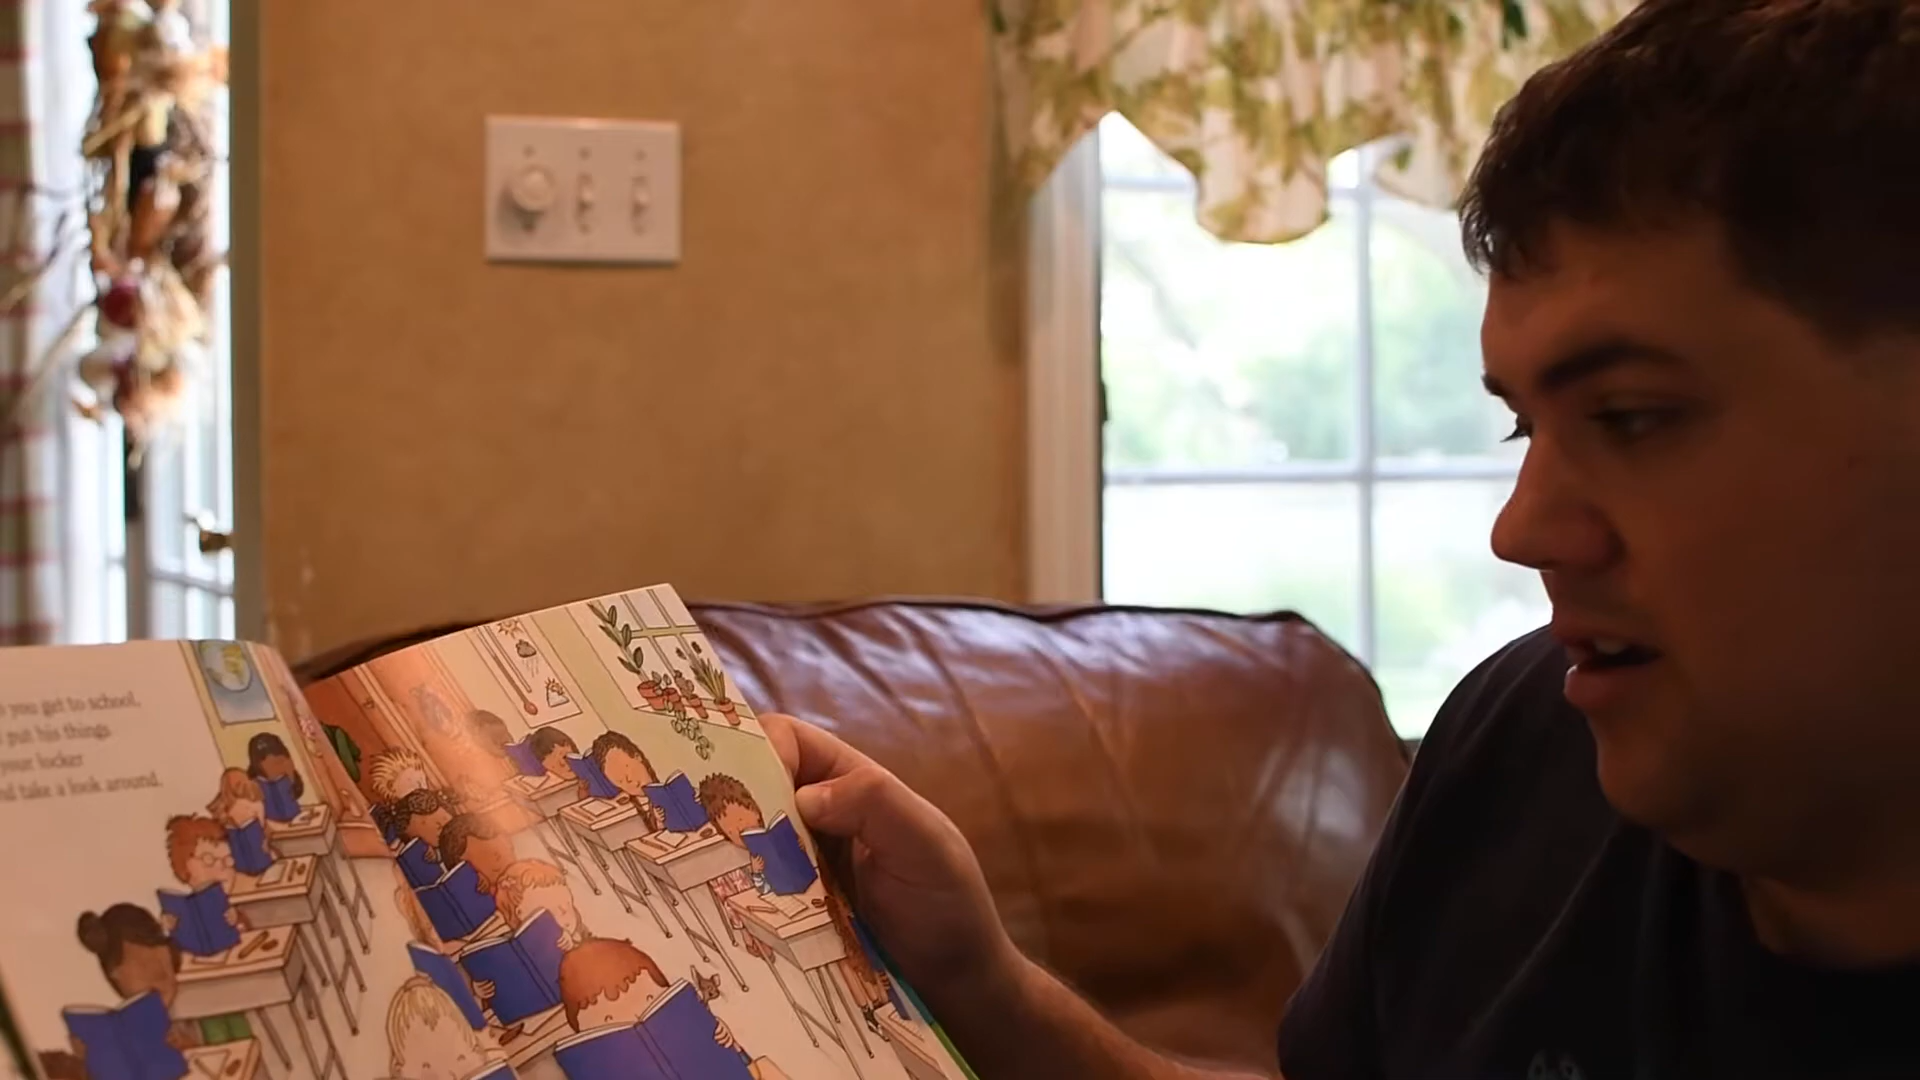 you get to school,
put his things
your locker
nd take a look around.